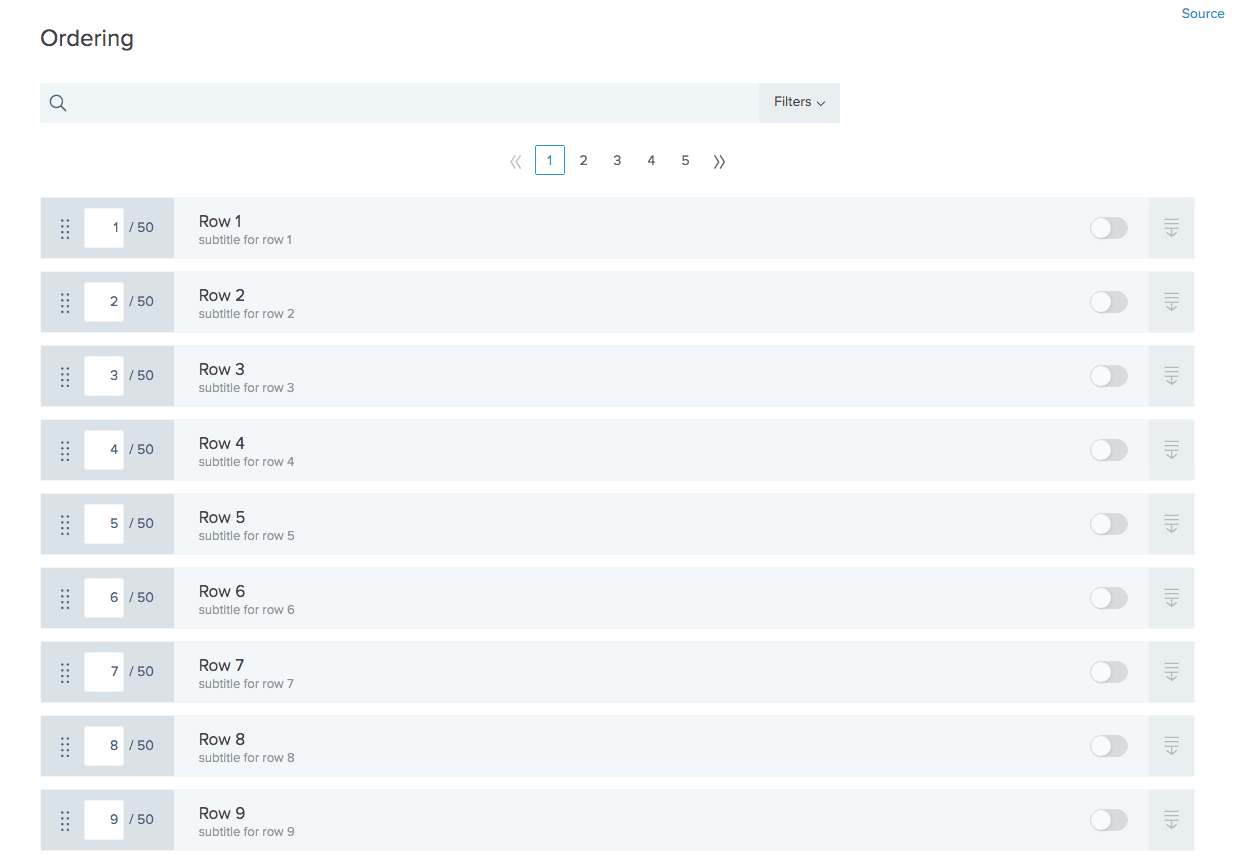 Source
Ordering
Filters
1 2 3 4 5
1 / 50 Row 1
subtitle for row 1
2 / 50 Row 2
subtitle for row 2
3 / 50 Row 3
subtitle for row 3
4 / 50 Row 4
subtitle for row 4
5 / 50 Row 5
subtitle for row 5
6 / 50 Row 6
subtitle for row 6
7 / 50 Row 7
subtitle for row 7
8 / 50 Row 8
subtitle for row 8
9 / 50 Row 9
subtitle for row 9